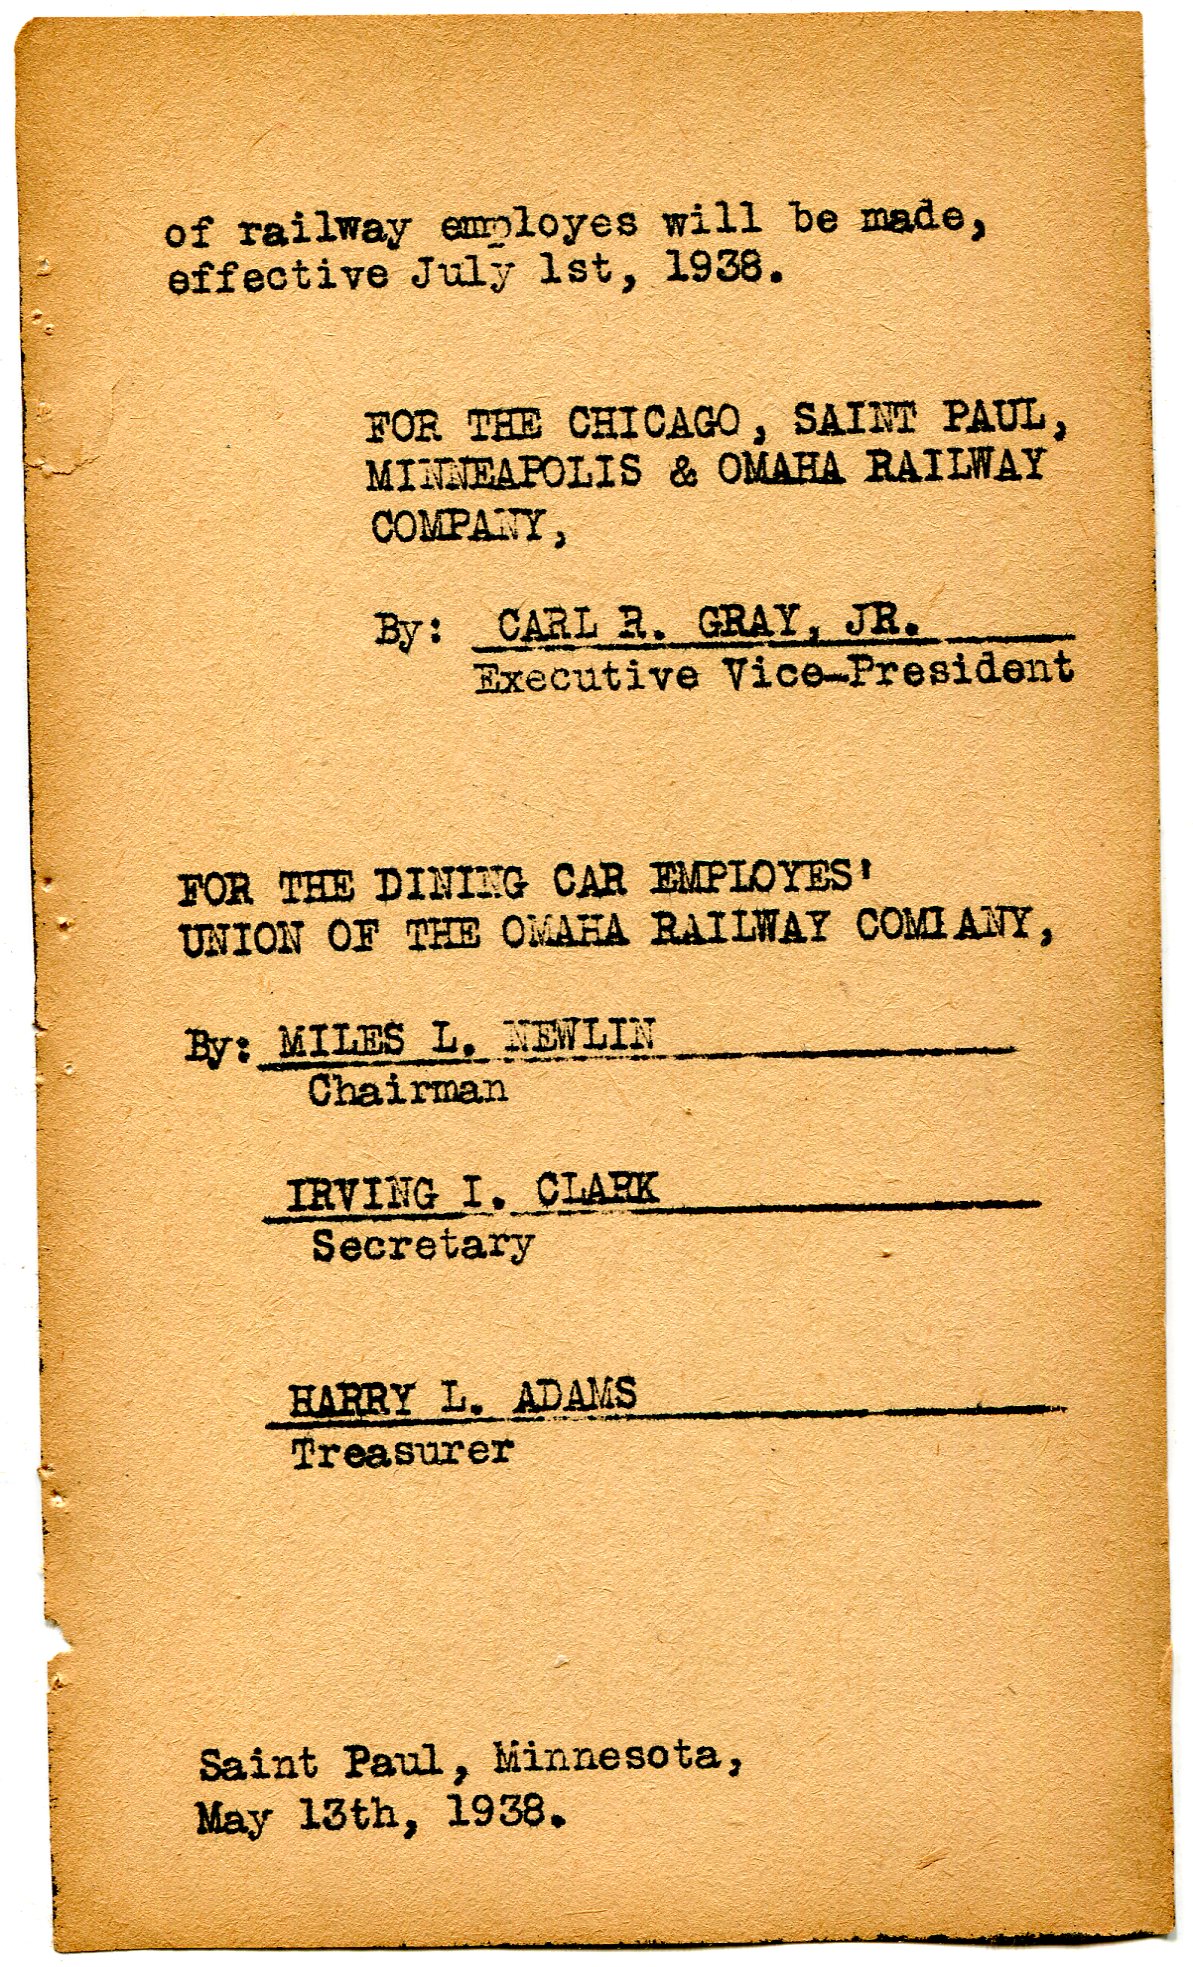 of railway employes will be made,
effective July 1st, 1938.
FOR THE CHICAGO, SAINT PAUL,
MINNEAPOLIS & OMAHA RAILWAY
COMPANY,
By: CARL R. GRAY, JR.
Executive Vice-President
FOR THE DINING CAR EMPLOYES'
UNION OF THE OMAHA RAILWAY COMPANY,
By: MILES L. NEWLIN
Chairman
IRVING I. CLARK
Secretary
HARRY L. ADAMS
Treasurer
Saint Paul, Minnesota,
May 13th, 1938.